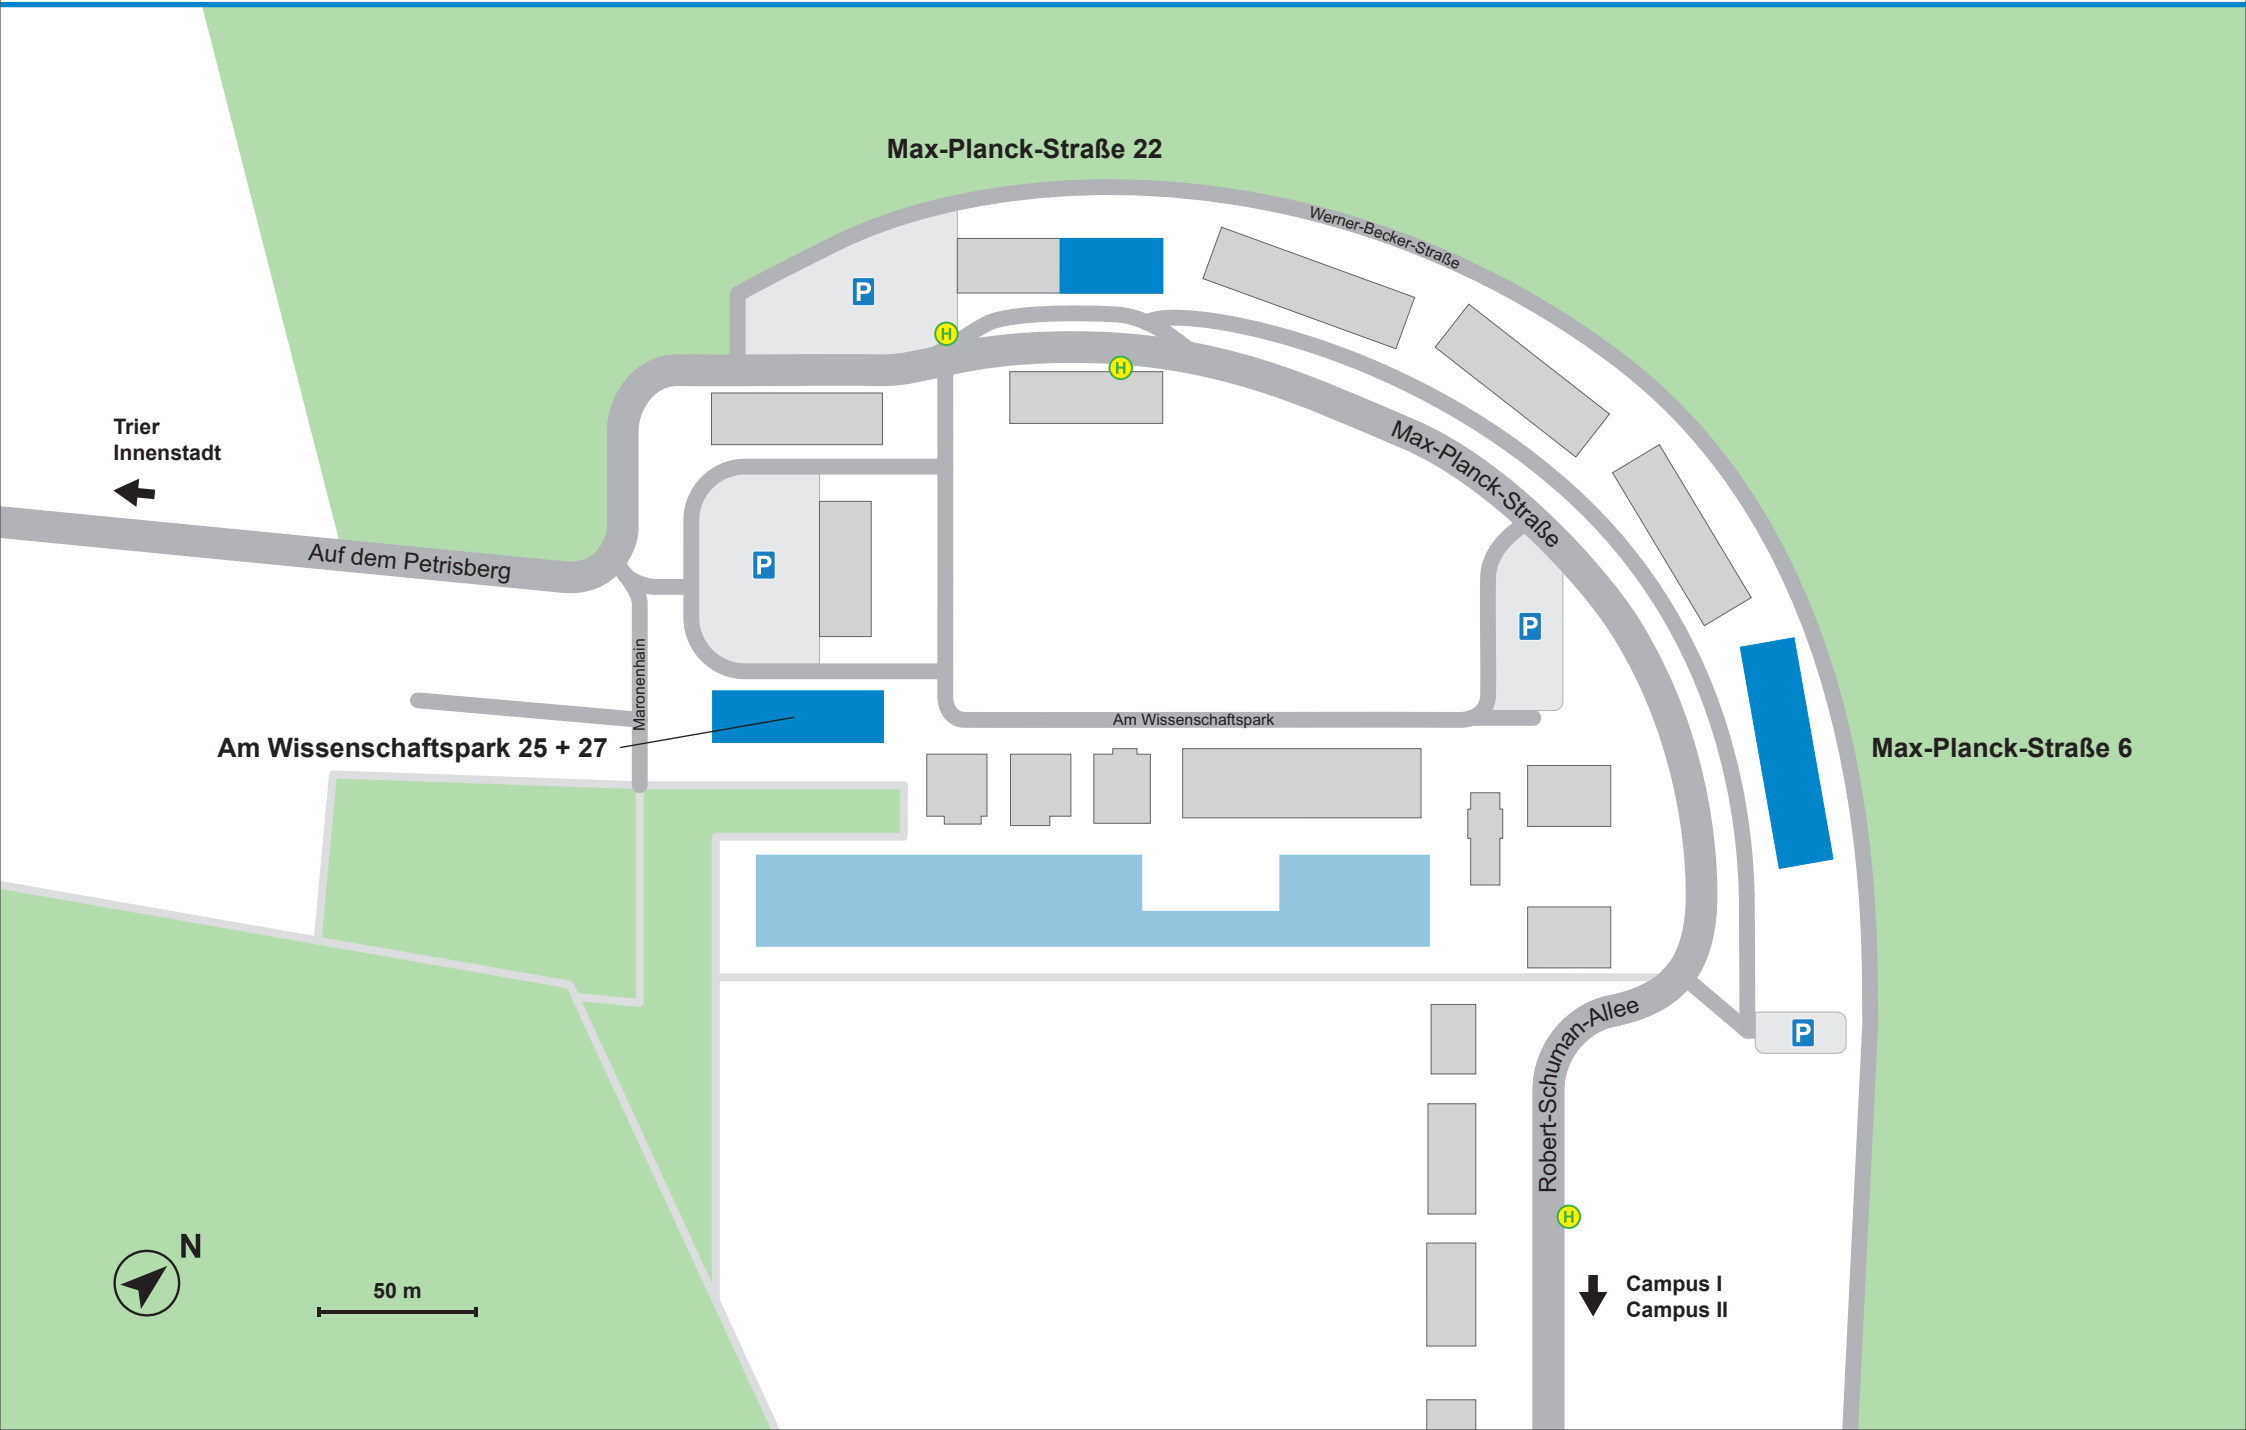 Max-Planck-Straße 22
Werner-Becker-Straße
P
H
H
Trier
Innenstadt
Max-Planck-Straße
Auf dem Petrisberg
P
P
Maronenhain
Am Wissenschaftspark
Am Wissenschaftspark 25 + 27
Max-Planck-Straße 6
Robert-Schuman-Allee
P
H
N
50 m
Campus I
Campus II